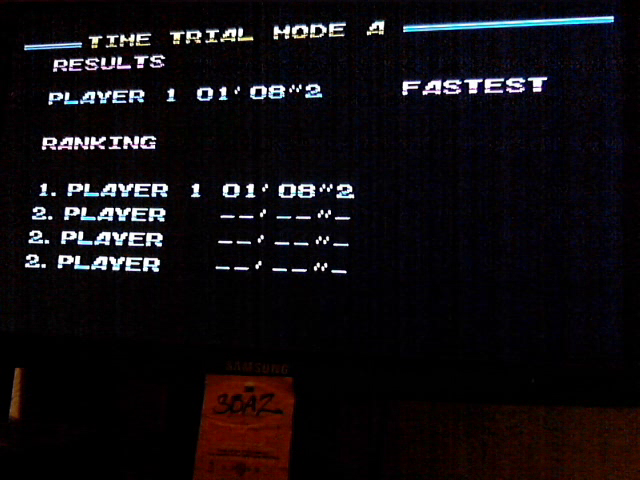 TIME TRIAL MODE A
RESULTS
PLAYER 1 01'08"2 FASTEST
RANKING
1. PLAYER 1 01'08"2
2. PLAYER --'--"-
2. PLAYER --'--"-
2. PLAYER --'--"-
SAMSUNG